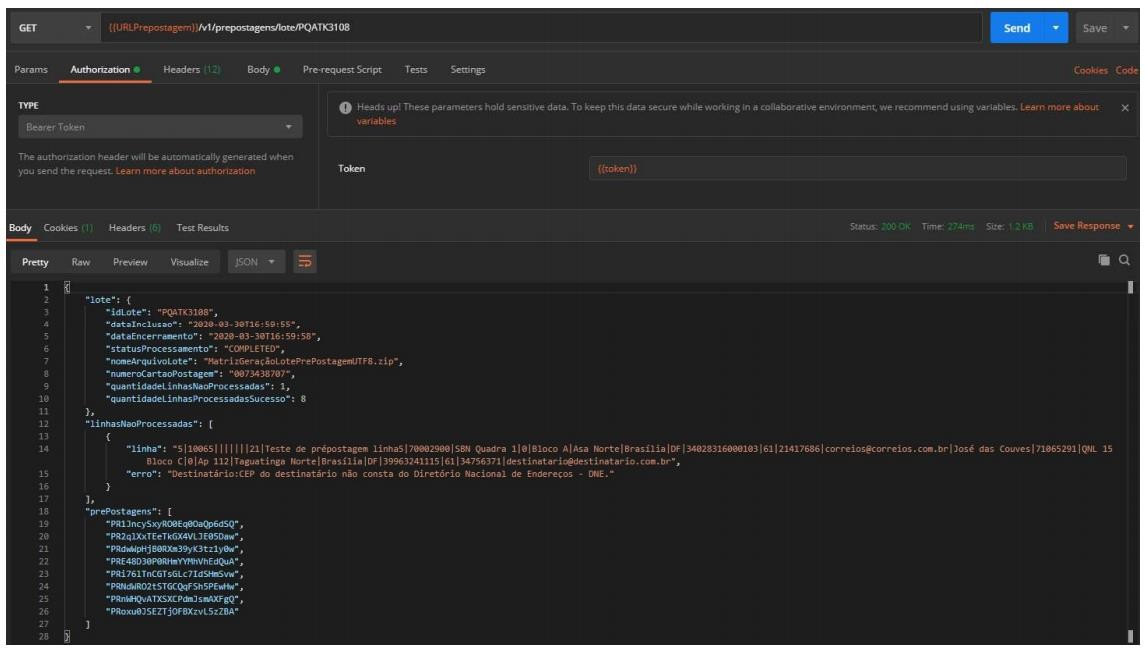 GET {{URLPrepostagem}}/v1/prepostagens/lote/PQATK3108 Send Save
Params Authorization Headers (12) Body Pre-request Script Tests Settings Cookies Code
TYPE
Bearer Token
The authorization header will be automatically generated when
you send the request. Learn more about authorization
Heads up! These parameters hold sensitive data. To keep this data secure while working in a collaborative environment, we recommend using variables. Learn more about
variables
Token {{token}}
Body Cookies (1) Headers (6) Test Results Status: 200 OK Time: 274ms Size: 1.2 KB Save Response
Pretty Raw Preview Visualize JSON
1 {
2 "lote": {
3 "idLote": "PQATK3108",
4 "dataInclusao": "2020-03-30T16:59:55",
5 "dataEncerramento": "2020-03-30T16:59:58",
6 "statusProcessamento": "COMPLETED",
7 "nomeArquivoLote": "MatrizGeraçãoLotePrePostagemUTF8.zip",
8 "numeroCartaoPostagem": "0073438707",
9 "quantidadeLinhasNaoProcessadas": 1,
10 "quantidadeLinhasProcessadasSucesso": 8
11 },
12 "linhasNaoProcessadas": [
13 {
14 "linha": "5|10065|||||||21|Teste de prépostagem linha5|70002900|SBN Quadra 1|0|Bloco A|Asa Norte|Brasília|DF|34028316000103|61|21417686|correios@correios.com.br|José das Couves|71065291|QNL 15
Bloco C|0|Ap 112|Taguatinga Norte|Brasília|DF|39963241115|61|34756371|destinatario@destinatario.com.br",
15 "erro": "Destinatário:CEP do destinatário não consta do Diretório Nacional de Endereços - DNE."
16 }
17 ],
18 "prePostagens": [
19 "PR1JncySxyRO0Eq0OaQp6dSQ",
20 "PR2qlXxTEeTkGX4VLJE05Daw",
21 "PRdwWpHjB0RXm39yK3tz1y0w",
22 "PRE48D30P0RHmYYMhVhEdQuA",
23 "PRi761TnCGTsGLc7IdSHmSvw",
24 "PRNdWRO2tSTGCQqFSh5PEwHw",
25 "PRnWHQvATXSXCPdmJsmAXFgQ",
26 "PRoxu0JSEZTjOFBXzvL5zZBA"
27 ]
28 }